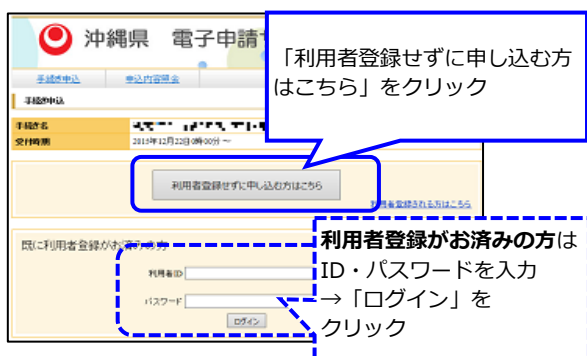 沖縄県 電子申請
「利用者登録せずに申し込む方
はこちら」をクリック
手続き申込
申込内容照会
手続き申込
手続き名
受付時期
2015年12月22日0時00分 ～
利用者登録せずに申し込む方はこちら
利用者登録される方はこちら
既に利用者登録がお済みの方
利用者ID
パスワード
ログイン
利用者登録がお済みの方は
ID・パスワードを入力
→「ログイン」を
クリック